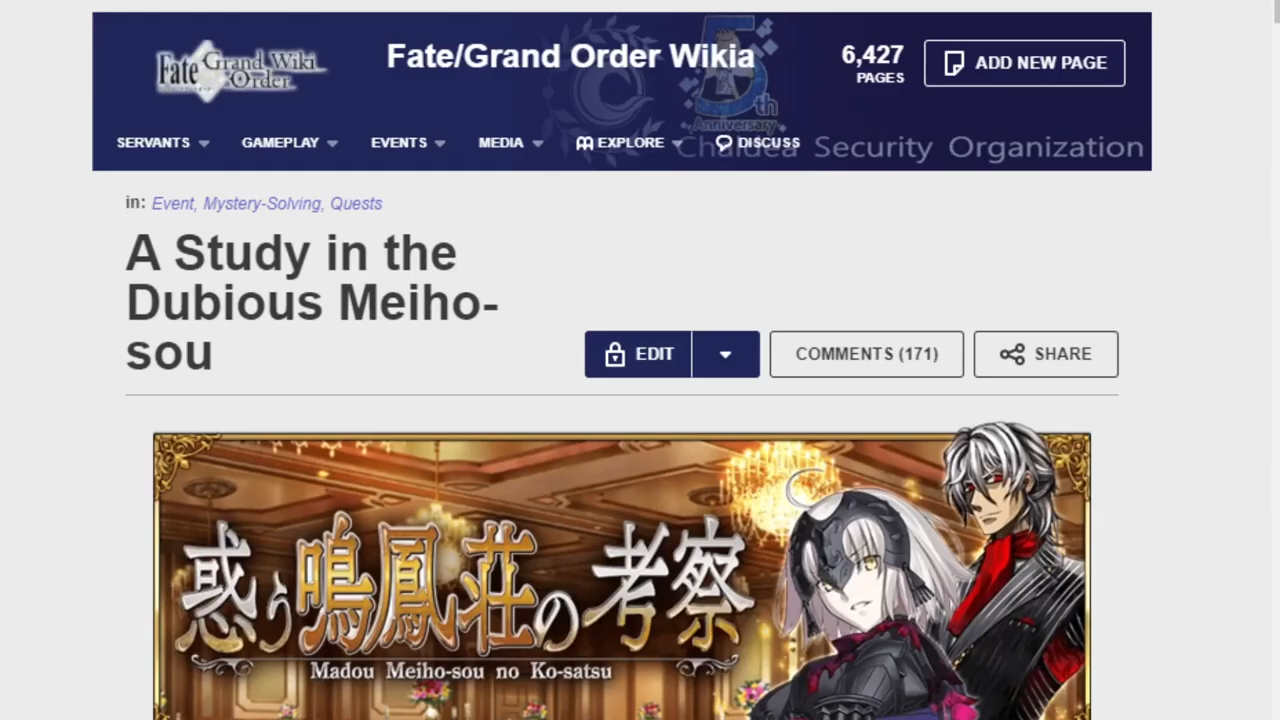 Fate Grand Wiki
Order
Fate/Grand Order Wikia
6,427
PAGES
ADD NEW PAGE
5th
Anniversary
SERVANTS
GAMEPLAY
EVENTS
MEDIA
EXPLORE
DISCUSS
Chaldea Security Organization
in: Event, Mystery-Solving, Quests
A Study in the
Dubious Meiho-
sou
EDIT
COMMENTS (171)
SHARE
惑う鳴鳳荘の考察
Madou Meiho-sou no Ko-satsu